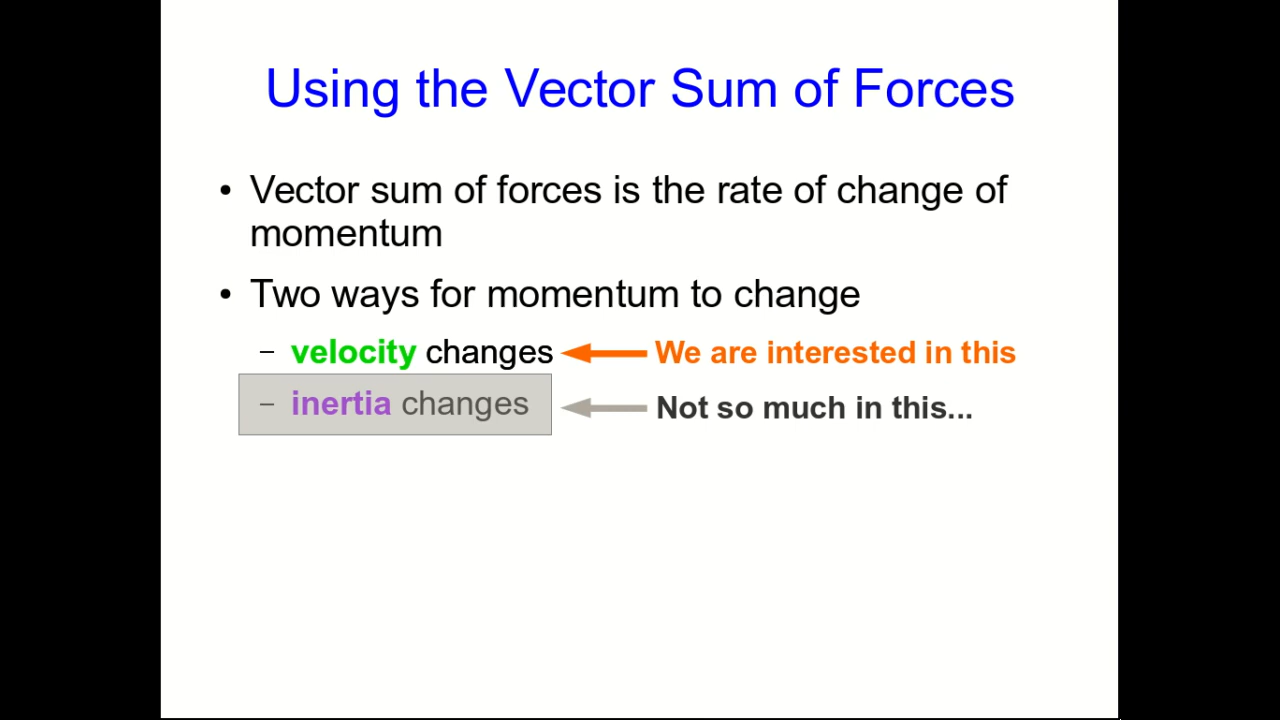 Using the Vector Sum of Forces
• Vector sum of forces is the rate of change of
momentum
• Two ways for momentum to change
– velocity changes We are interested in this
– inertia changes Not so much in this...